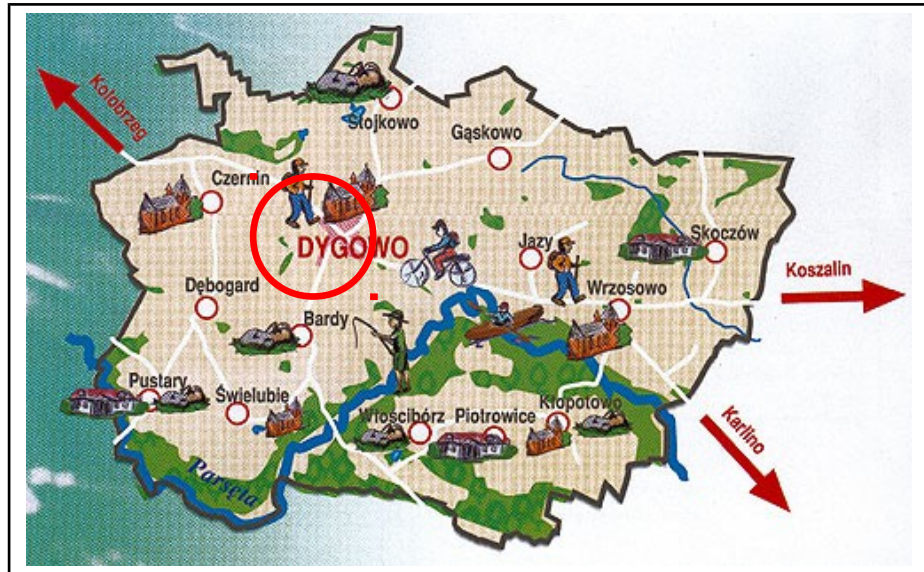 Kołobrzeg
Stojkowo
Gąskowo
Czernin
DYGOWO
Jazy
Skoczów
Koszalin
Dębogard
Wrzosowo
Bardy
Pustary
Świelubie
Włościbórz
Piotrowice
Kłopotowo
Karlino
Parsęta